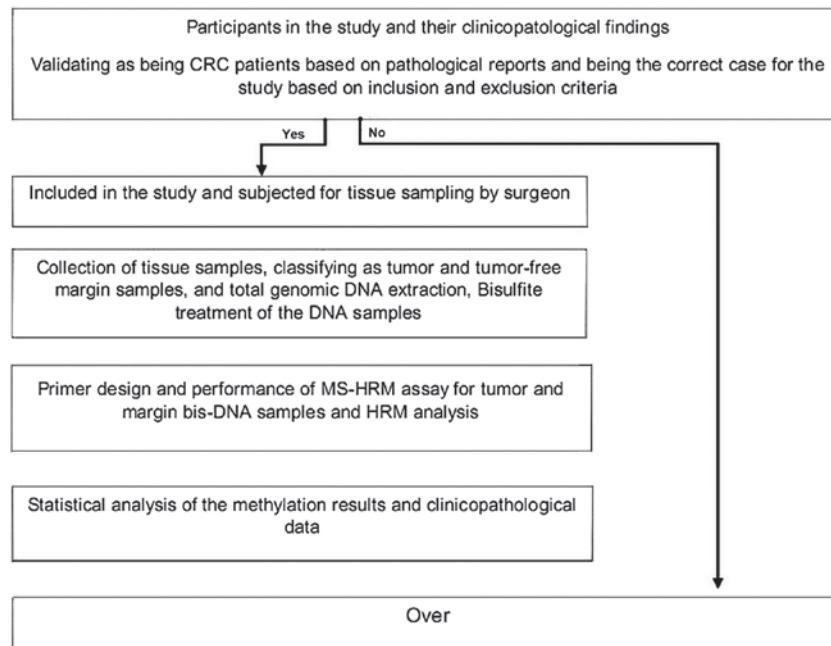 Participants in the study and their clinicopatological findings
Validating as being CRC patients based on pathological reports and being the correct case for the
study based on inclusion and exclusion criteria
Yes
No
Included in the study and subjected for tissue sampling by surgeon
Collection of tissue samples, classifying as tumor and tumor-free
margin samples, and total genomic DNA extraction, Bisulfite
treatment of the DNA samples
Primer design and performance of MS-HRM assay for tumor and
margin bis-DNA samples and HRM analysis
Statistical analysis of the methylation results and clinicopathological
data
Over